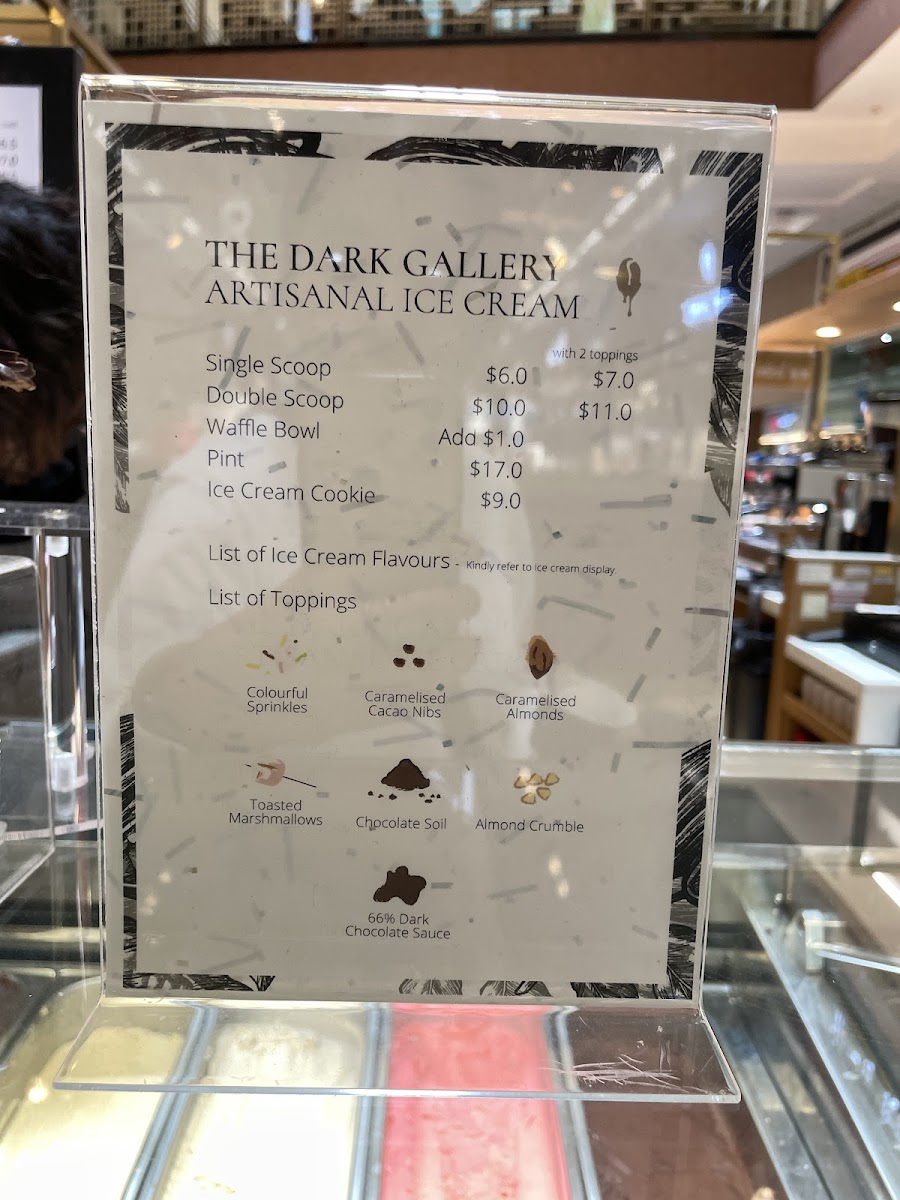 THE DARK GALLERY
ARTISANAL ICE CREAM
with 2 toppings
Single Scoop $6.0 $7.0
Double Scoop $10.0 $11.0
Waffle Bowl Add $1.0
Pint $17.0
Ice Cream Cookie $9.0
List of Ice Cream Flavours - Kindly refer to ice cream display.
List of Toppings
Colourful
Sprinkles
Caramelised
Cacao Nibs
Caramelised
Almonds
Toasted
Marshmallows
Chocolate Soil
Almond Crumble
66% Dark
Chocolate Sauce